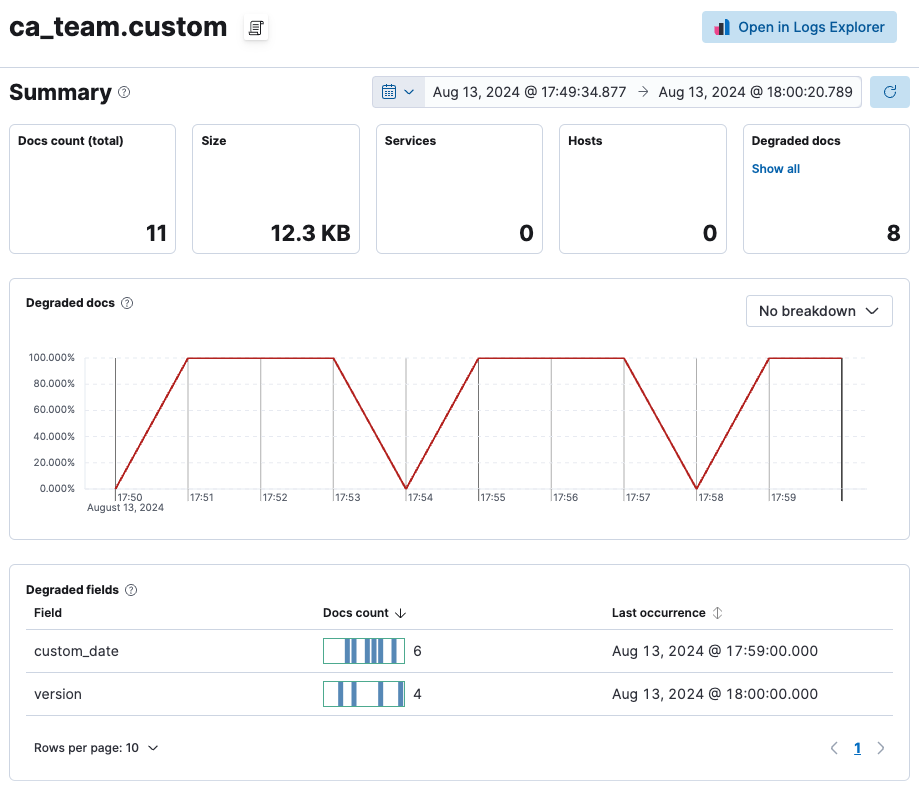 ca_team.custom
Open in Logs Explorer
Summary
Aug 13, 2024 @ 17:49:34.877 → Aug 13, 2024 @ 18:00:20.789
Docs count (total)
11
Size
12.3 KB
Services
0
Hosts
0
Degraded docs
Show all
8
Degraded docs
No breakdown
100.000%
80.000%
60.000%
40.000%
20.000%
0.000%
17:50 17:51 17:52 17:53 17:54 17:55 17:56 17:57 17:58 17:59
August 13, 2024
Degraded fields
Field Docs count ↓ Last occurrence
custom_date 6 Aug 13, 2024 @ 17:59:00.000
version 4 Aug 13, 2024 @ 18:00:00.000
Rows per page: 10
1